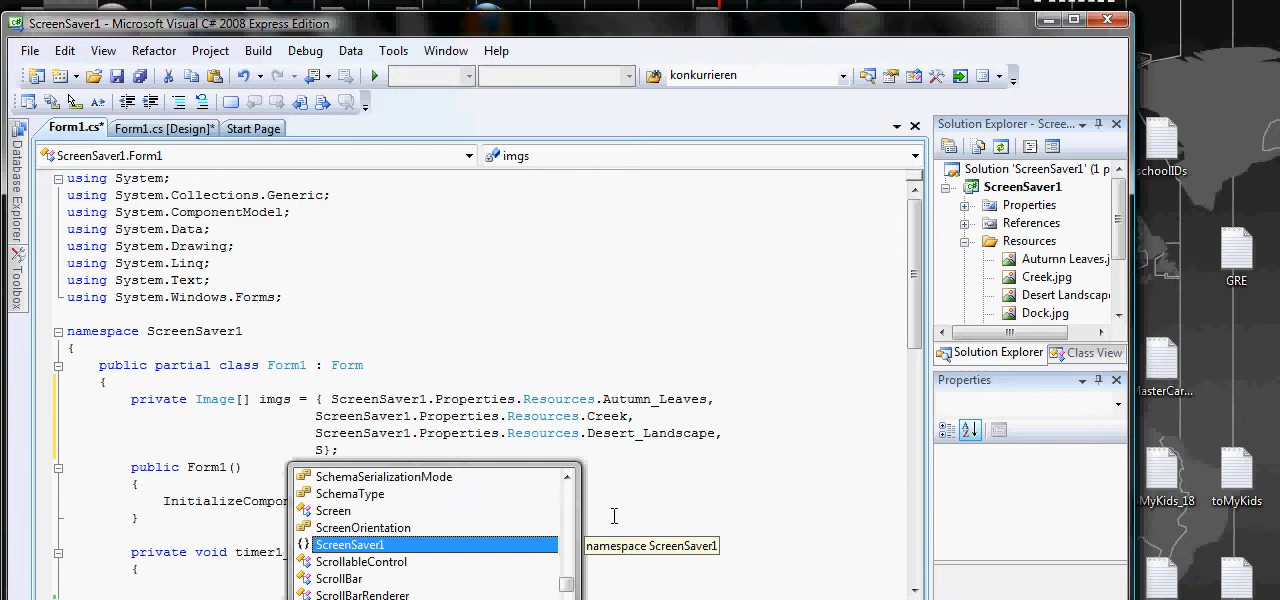 ScreenSaver1 - Microsoft Visual C# 2008 Express Edition
File Edit View Refactor Project Build Debug Data Tools Window Help
konkurrieren
Form1.cs* Form1.cs [Design]* Start Page
ScreenSaver1.Form1 imgs
Database Explorer
Toolbox
using System;
using System.Collections.Generic;
using System.ComponentModel;
using System.Data;
using System.Drawing;
using System.Linq;
using System.Text;
using System.Windows.Forms;
namespace ScreenSaver1
{
public partial class Form1 : Form
{
private Image[] imgs = { ScreenSaver1.Properties.Resources.Autumn_Leaves,
ScreenSaver1.Properties.Resources.Creek,
ScreenSaver1.Properties.Resources.Desert_Landscape,
S};
public Form1()
{
InitializeCompon
}
private void timer1_
{
SchemaSerializationMode
SchemaType
Screen
ScreenOrientation
{} ScreenSaver1
ScrollableControl
ScrollBar
ScrollBarRenderer
namespace ScreenSaver1
Solution Explorer - Scree...
Solution 'ScreenSaver1' (1 p
ScreenSaver1
Properties
References
Resources
Autumn Leaves.j
Creek.jpg
Desert Landscape
Dock.jpg
Solution Explorer Class View
Properties
schoolIDs
GRE
MasterCar...
toMyKids_18
toMyKids